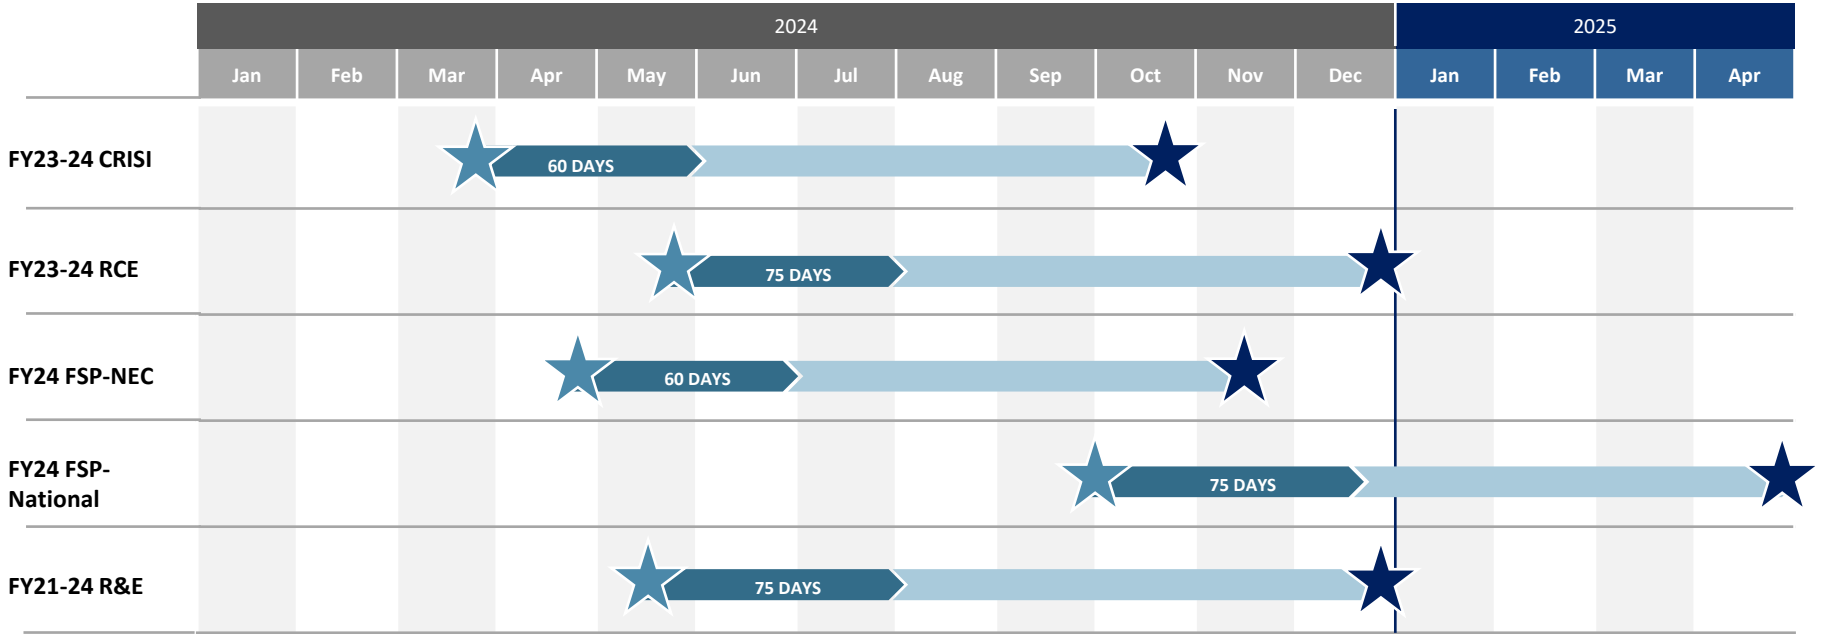 2024 2025
Jan Feb Mar Apr May Jun Jul Aug Sep Oct Nov Dec Jan Feb Mar Apr
FY23-24 CRISI 60 DAYS
FY23-24 RCE 75 DAYS
FY24 FSP-NEC 60 DAYS
FY24 FSP-
National 75 DAYS
FY21-24 R&E 75 DAYS